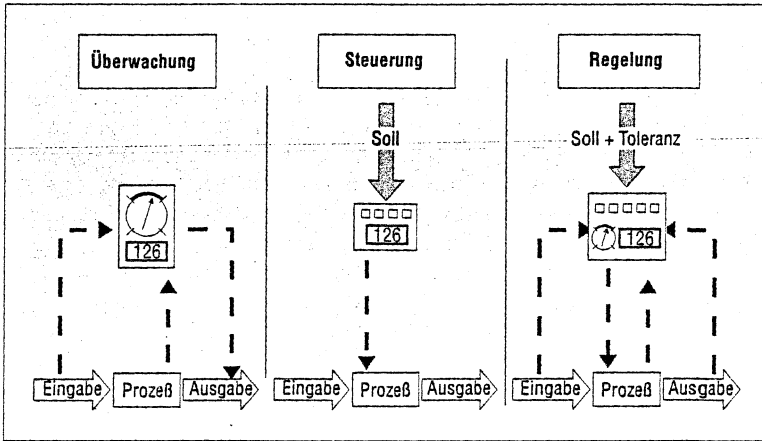 Überwachung
Steuerung
Regelung
Soll
Soll + Toleranz
126
126
126
Eingabe
Prozeß
Ausgabe
Eingabe
Prozeß
Ausgabe
Eingabe
Prozeß
Ausgabe